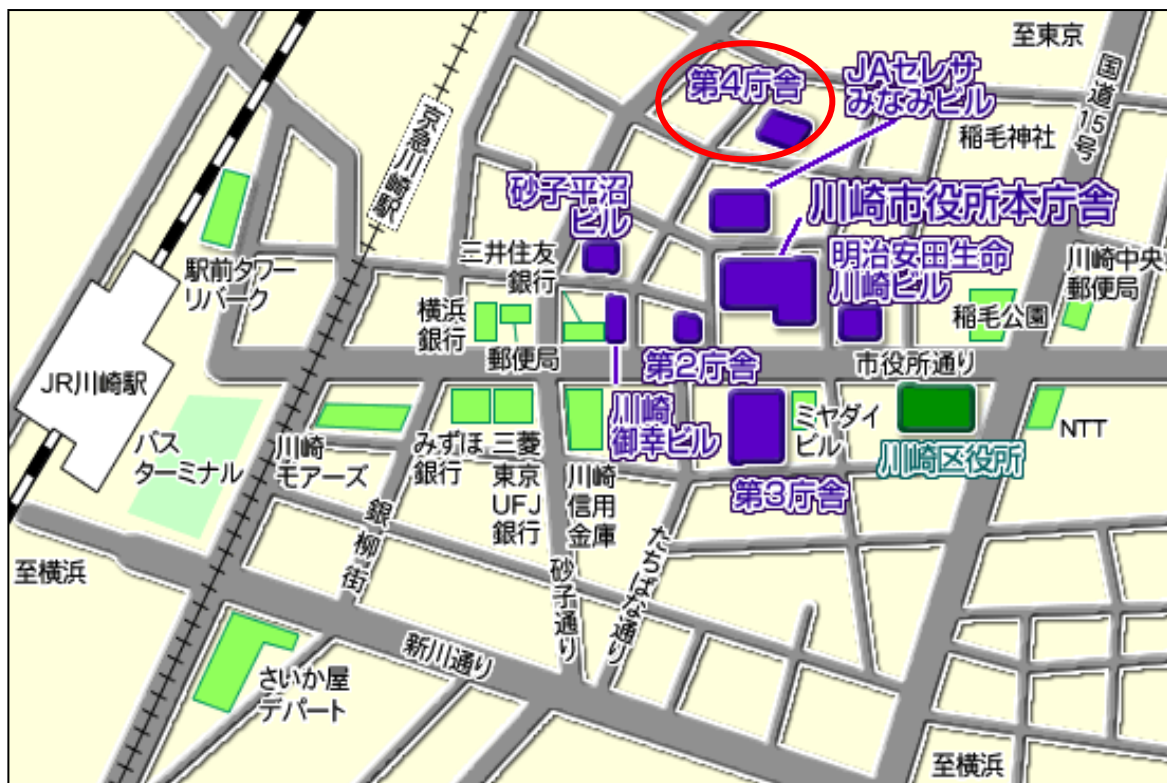 至東京
国道15号
第4庁舎
JAセレサ
みなみビル
稲毛神社
京急川崎駅
砂子平沼
ビル
川崎市役所本庁舎
三井住友
銀行
明治安田生命
川崎ビル
川崎中央
郵便局
駅前タワー
リパーク
横浜
銀行
郵便局
稲毛公園
第2庁舎
市役所通り
JR川崎駅
川崎
御幸ビル
ミヤダイ
ビル
NTT
バス
ターミナル
川崎
モアーズ
みずほ
銀行
三菱
東京
UFJ
銀行
川崎
信用
金庫
川崎区役所
第3庁舎
銀柳街
砂子通り
たちばな通り
至横浜
新川通り
さいか屋
デパート
至横浜